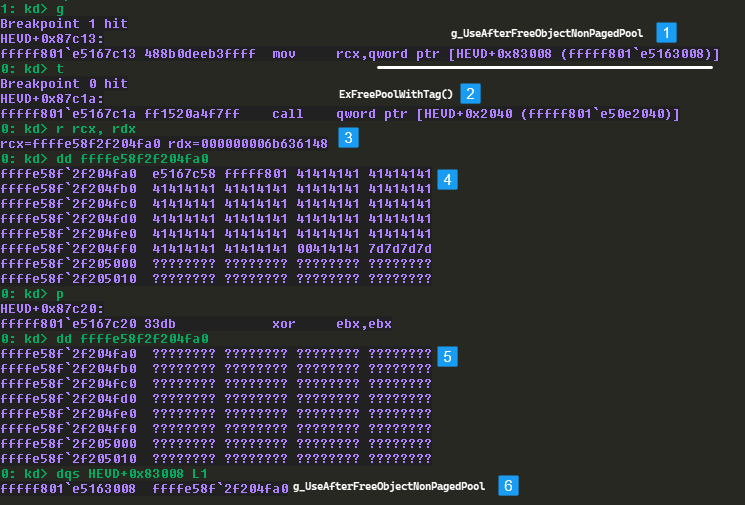 1: kd> g
Breakpoint 1 hit
HEVD+0x87c13:
g_UseAfterFreeObjectNonPagedPool 1
fffff801`e5167c13 488b0deeb3ffff  mov     rcx,qword ptr [HEVD+0x83008 (fffff801`e5163008)]
0: kd> t
Breakpoint 0 hit
HEVD+0x87c1a:
ExFreePoolWithTag() 2
fffff801`e5167c1a ff1520a4f7ff    call    qword ptr [HEVD+0x2040 (fffff801`e50e2040)]
0: kd> r rcx, rdx
rcx=ffffe58f2f204fa0 rdx=000000006b636148 3
0: kd> dd ffffe58f2f204fa0
ffffe58f`2f204fa0  e5167c58 fffff801 41414141 41414141 4
ffffe58f`2f204fb0  41414141 41414141 41414141 41414141
ffffe58f`2f204fc0  41414141 41414141 41414141 41414141
ffffe58f`2f204fd0  41414141 41414141 41414141 41414141
ffffe58f`2f204fe0  41414141 41414141 41414141 41414141
ffffe58f`2f204ff0  41414141 41414141 00414141 7d7d7d7d
ffffe58f`2f205000  ???????? ???????? ???????? ????????
ffffe58f`2f205010  ???????? ???????? ???????? ????????
0: kd> p
HEVD+0x87c20:
fffff801`e5167c20 33db            xor     ebx,ebx
0: kd> dd ffffe58f2f204fa0
ffffe58f`2f204fa0  ???????? ???????? ???????? ???????? 5
ffffe58f`2f204fb0  ???????? ???????? ???????? ????????
ffffe58f`2f204fc0  ???????? ???????? ???????? ????????
ffffe58f`2f204fd0  ???????? ???????? ???????? ????????
ffffe58f`2f204fe0  ???????? ???????? ???????? ????????
ffffe58f`2f204ff0  ???????? ???????? ???????? ????????
ffffe58f`2f205000  ???????? ???????? ???????? ????????
ffffe58f`2f205010  ???????? ???????? ???????? ????????
0: kd> dqs HEVD+0x83008 L1
fffff801`e5163008  ffffe58f`2f204fa0 g_UseAfterFreeObjectNonPagedPool 6